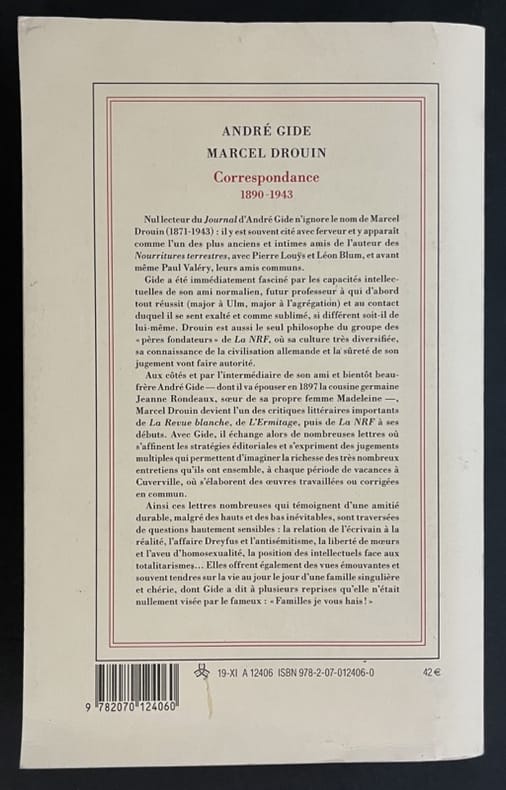 ANDRÉ GIDE
MARCEL DROUIN
Correspondance
1890-1943
Nul lecteur du Journal d'André Gide n'ignore le nom de Marcel
Drouin (1871-1943) : il y est souvent cité avec ferveur et y apparaît
comme l'un des plus anciens et intimes amis de l'auteur des
Nourritures terrestres, avec Pierre Louÿs et Léon Blum, et avant
même Paul Valéry, leurs amis communs.
Gide a été immédiatement fasciné par les capacités intellec-
tuelles de son ami normalien, futur professeur à qui d'abord
tout réussit (major à Ulm, major à l'agrégation) et au contact
duquel il se sent exalté et comme sublimé, si différent soit-il de
lui-même. Drouin est aussi le seul philosophe du groupe des
« pères fondateurs » de La NRF, où sa culture très diversifiée,
sa connaissance de la civilisation allemande et la sûreté de son
jugement vont faire autorité.
Aux côtés et par l'intermédiaire de son ami et bientôt beau-
frère André Gide — dont il va épouser en 1897 la cousine germaine
Jeanne Rondeaux, sœur de sa propre femme Madeleine —,
Marcel Drouin devient l'un des critiques littéraires importants
de La Revue blanche, de L'Ermitage, puis de La NRF à ses
débuts. Avec Gide, il échange alors de nombreuses lettres où
s'affinent les stratégies éditoriales et s'expriment des jugements
multiples qui permettent d'imaginer la richesse des très nombreux
entretiens qu'ils ont ensemble, à chaque période de vacances à
Cuverville, où s'élaborent des œuvres travaillées ou corrigées
en commun.
Ainsi ces lettres nombreuses qui témoignent d'une amitié
durable, malgré des hauts et des bas inévitables, sont traversées
de questions hautement sensibles : la relation de l'écrivain à la
réalité, l'affaire Dreyfus et l'antisémitisme, la liberté de mœurs
et l'aveu d'homosexualité, la position des intellectuels face aux
totalitarismes... Elles offrent également des vues émouvantes et
souvent tendres sur la vie au jour le jour d'une famille singulière
et chérie, dont Gide a dit à plusieurs reprises qu'elle n'était
nullement visée par le fameux : « Familles je vous hais ! »
19-XI A 12406 ISBN 978-2-07-012406-0 42 €
9 782070 124060